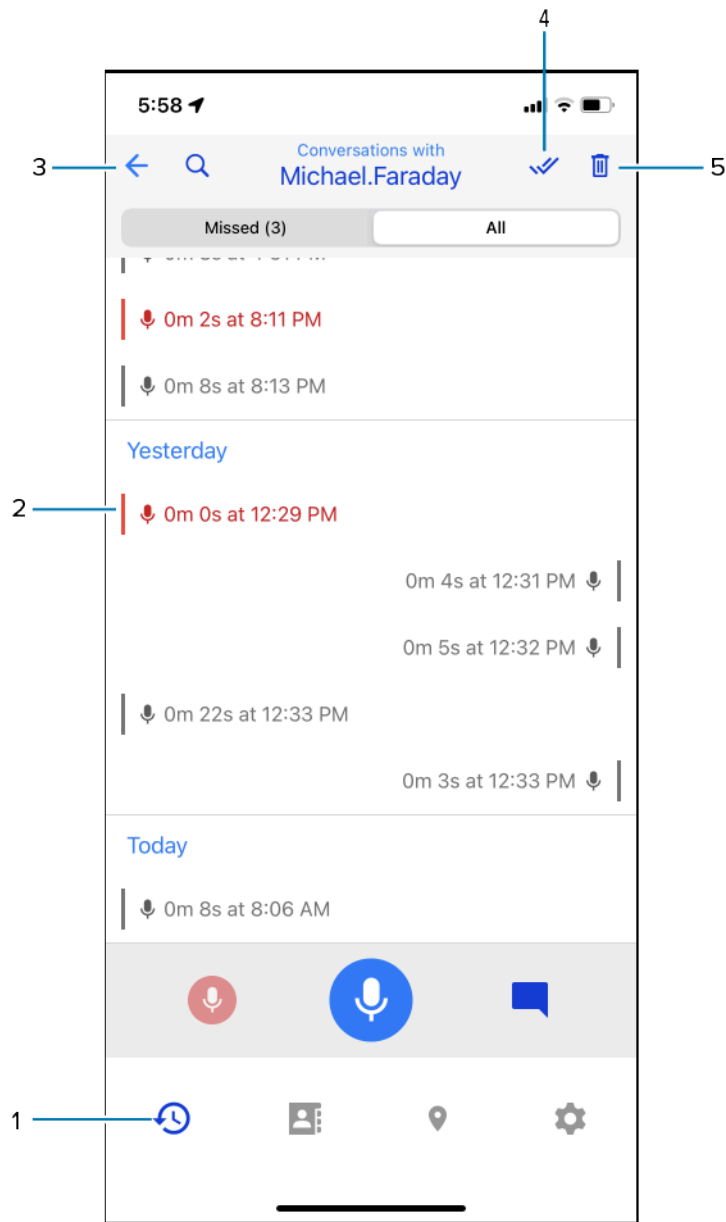 4
5:58
3
Conversations with
Michael.Faraday
5
Missed (3)
All
0m 2s at 8:11 PM
0m 8s at 8:13 PM
Yesterday
2
0m 0s at 12:29 PM
0m 4s at 12:31 PM
0m 5s at 12:32 PM
0m 22s at 12:33 PM
0m 3s at 12:33 PM
Today
0m 8s at 8:06 AM
1